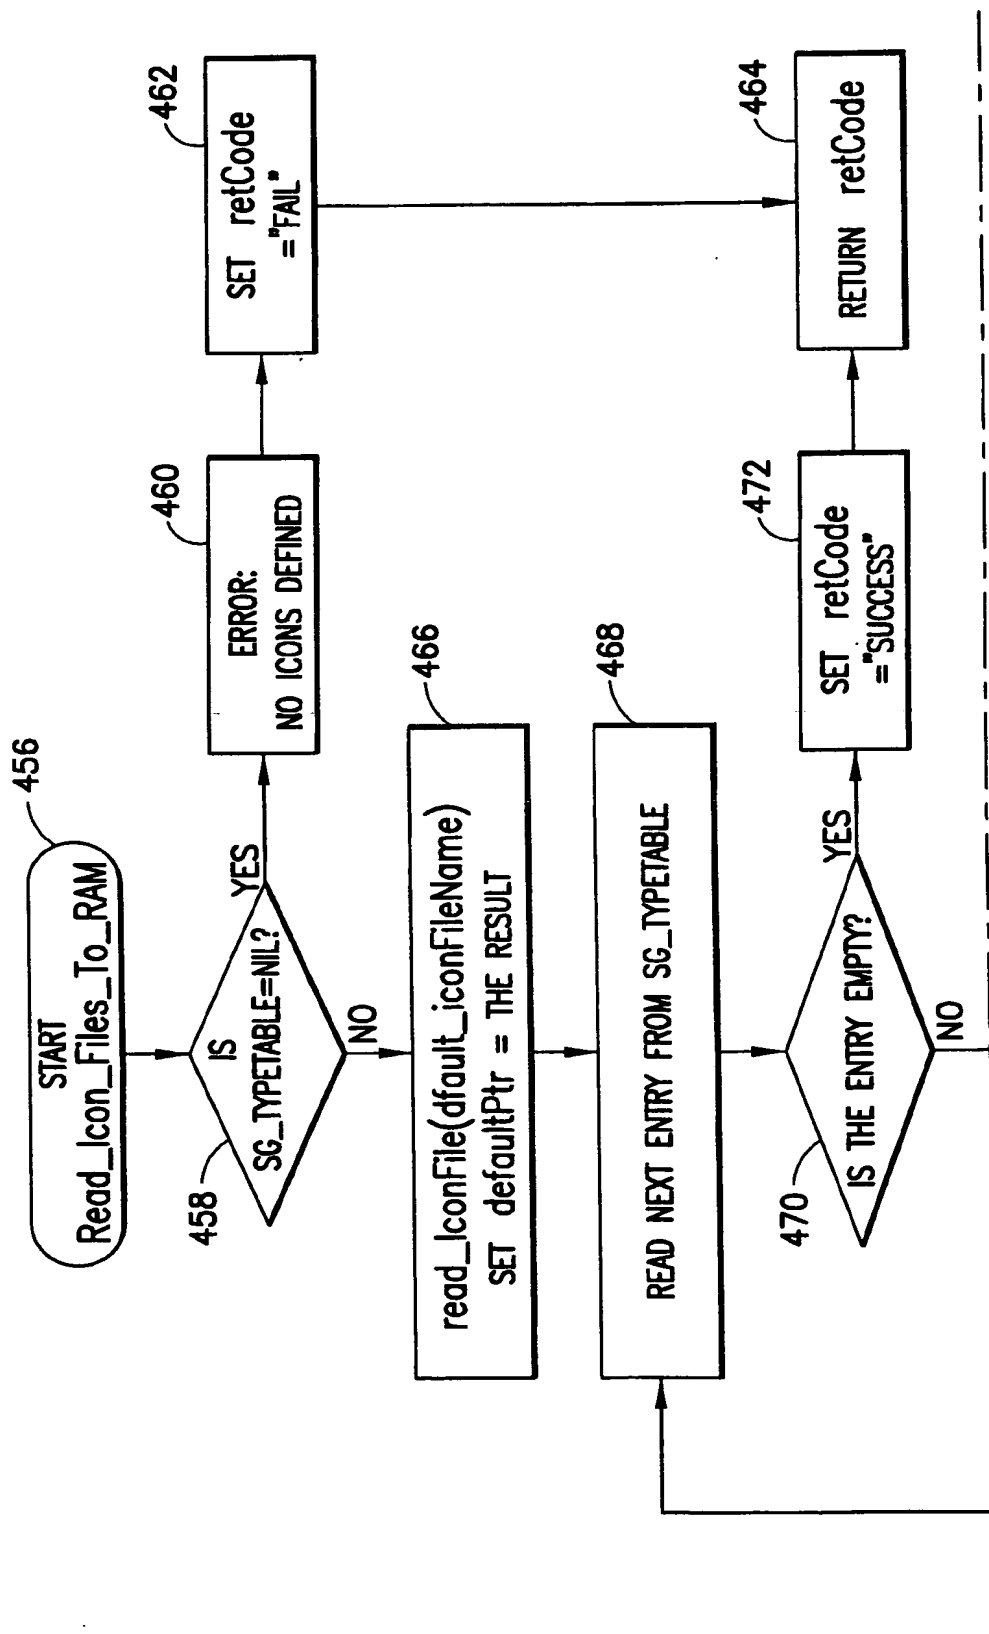 START
Read_Icon_Files_To_RAM
456
IS
SG_TYPETABLE=NIL?
458
YES
NO
ERROR:
NO ICONS DEFINED
460
SET retCode
="FAIL"
462
read_IconFile(dfault_iconFileName)
SET defaultPtr = THE RESULT
466
READ NEXT ENTRY FROM SG_TYPETABLE
468
IS THE ENTRY EMPTY?
470
YES
NO
SET retCode
="SUCCESS"
472
RETURN retCode
464